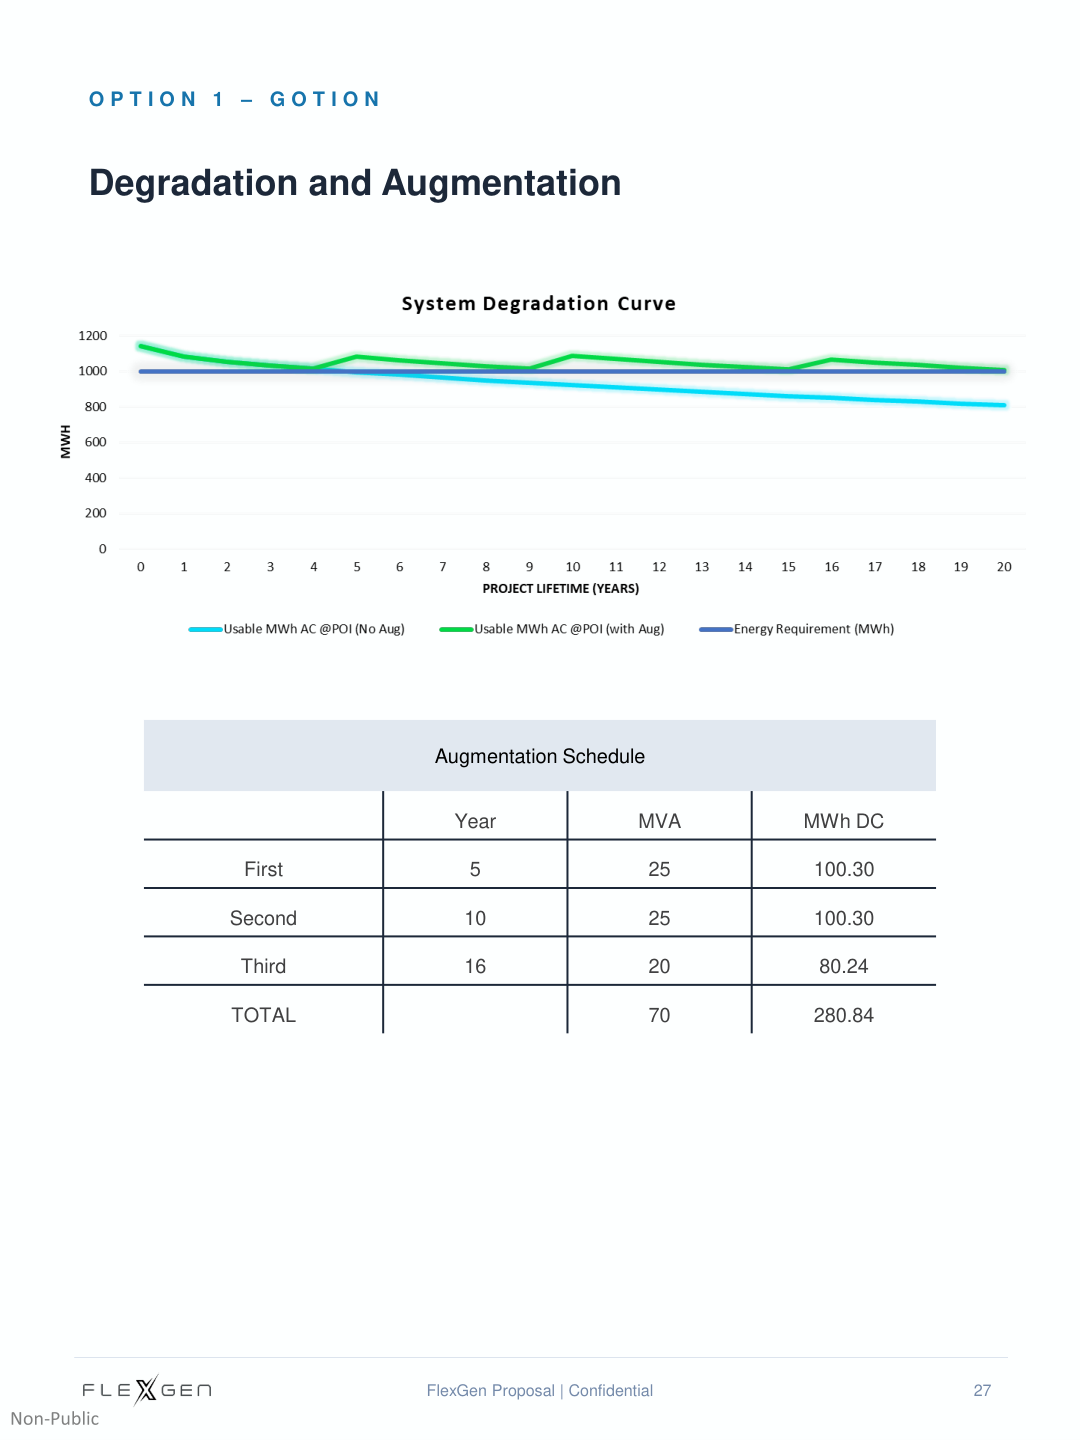 OPTION 1 – GOTION
Degradation and Augmentation
System Degradation Curve
1200
1000
800
600
400
200
0
MWH
0 1 2 3 4 5 6 7 8 9 10 11 12 13 14 15 16 17 18 19 20
PROJECT LIFETIME (YEARS)
Usable MWh AC @POI (No Aug) Usable MWh AC @POI (with Aug) Energy Requirement (MWh)
Augmentation Schedule
Year MVA MWh DC
First 5 25 100.30
Second 10 25 100.30
Third 16 20 80.24
TOTAL 70 280.84
FLEXGEN FlexGen Proposal | Confidential 27
Non-Public